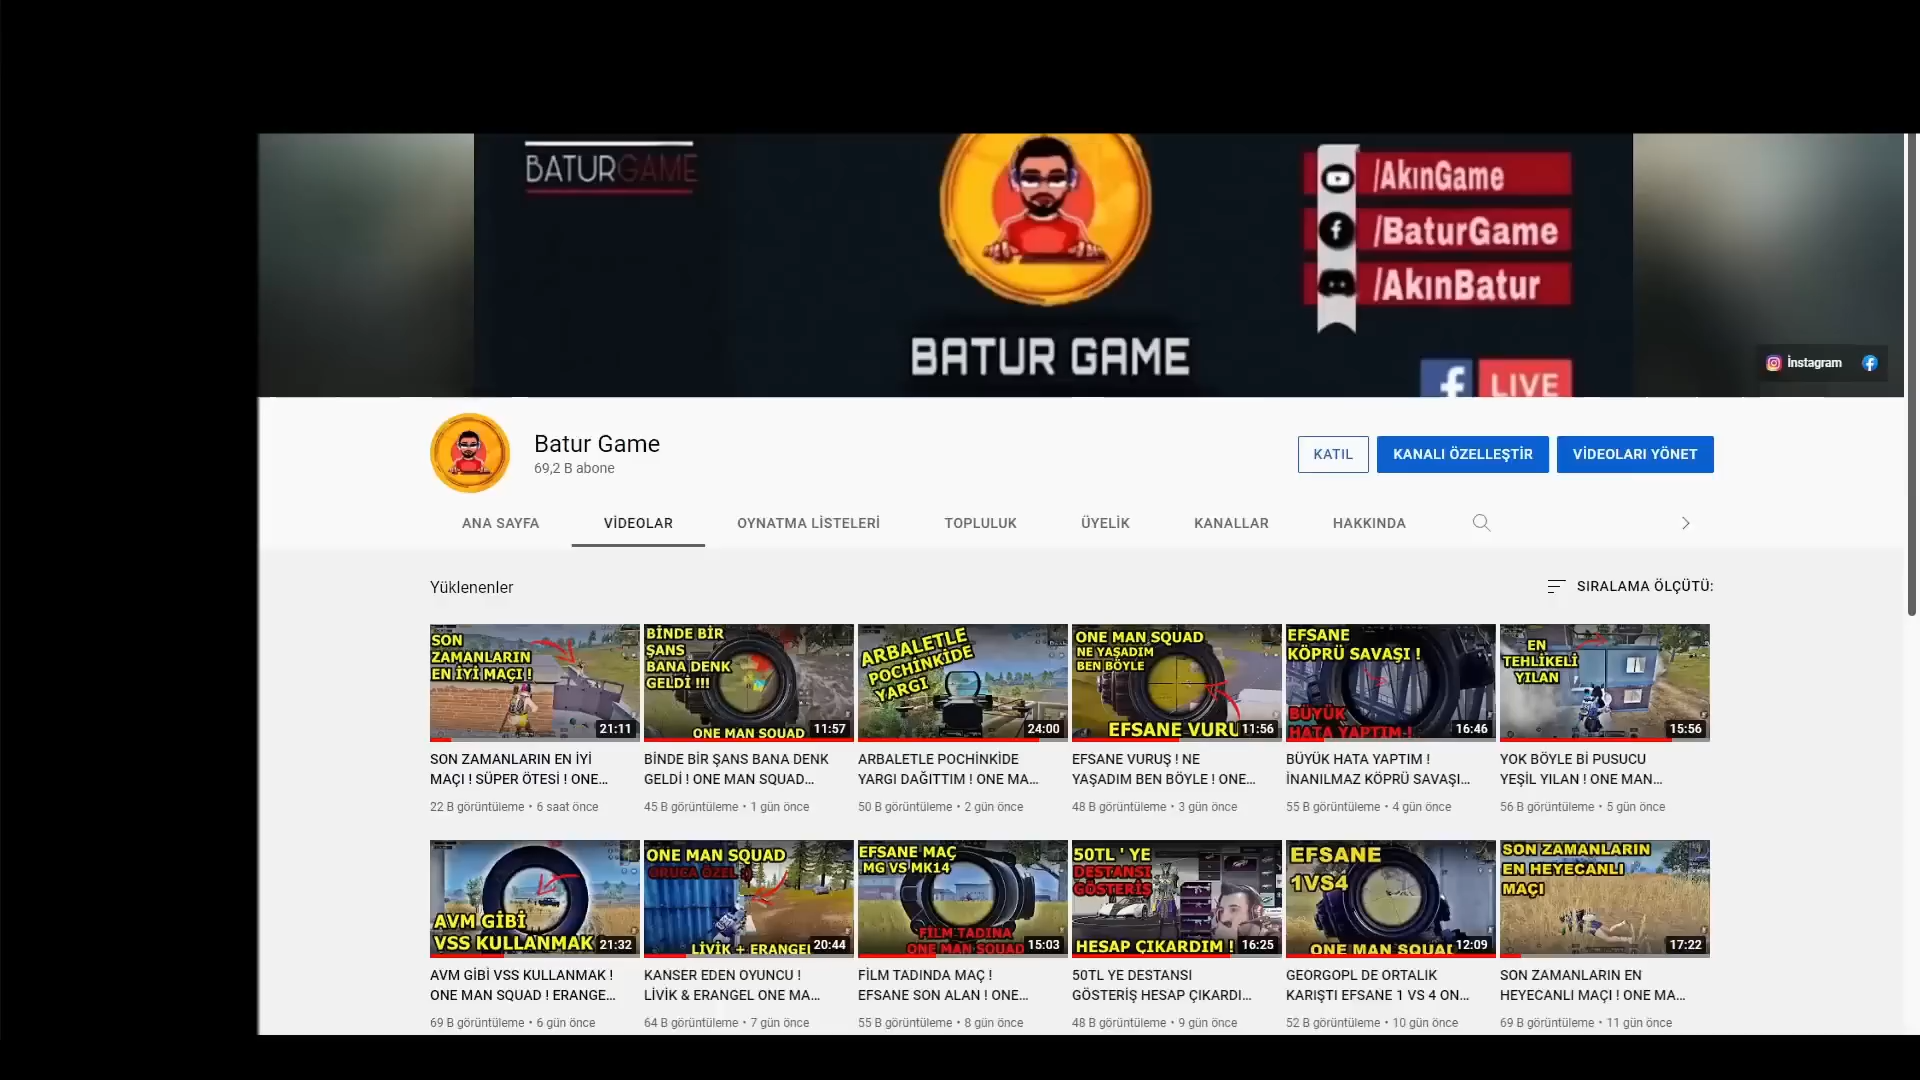 BATURGAME
/AkınGame
/BaturGame
/AkınBatur
BATUR GAME
LIVE
İnstagram
Batur Game
69,2 B abone
KATIL
KANALI ÖZELLEŞTİR
VİDEOLARI YÖNET
ANA SAYFA
VİDEOLAR
OYNATMA LİSTELERİ
TOPLULUK
ÜYELİK
KANALLAR
HAKKINDA
Yüklenenler
SIRALAMA ÖLÇÜTÜ:
SON
ZAMANLARIN
EN İYİ MAÇI !
21:11
BİNDE BİR
ŞANS
BANA DENK
GELDİ !!!
ONE MAN SQUAD
11:57
ARBALETLE
POCHİNKİDE
YARGI
24:00
ONE MAN SQUAD
NE YAŞADIM
BEN BÖYLE
EFSANE VURU
11:56
EFSANE
KÖPRÜ SAVAŞI !
BÜYÜK
HATA YAPTIM !
16:46
EN
TEHLİKELİ
YILAN
15:56
SON ZAMANLARIN EN İYİ
MAÇI ! SÜPER ÖTESİ ! ONE...
22 B görüntüleme • 6 saat önce
BİNDE BİR ŞANS BANA DENK
GELDİ ! ONE MAN SQUAD...
45 B görüntüleme • 1 gün önce
ARBALETLE POCHİNKİDE
YARGI DAĞITTIM ! ONE MA...
50 B görüntüleme • 2 gün önce
EFSANE VURUŞ ! NE
YAŞADIM BEN BÖYLE ! ONE...
48 B görüntüleme • 3 gün önce
BÜYÜK HATA YAPTIM !
İNANILMAZ KÖPRÜ SAVAŞI...
55 B görüntüleme • 4 gün önce
YOK BÖYLE Bİ PUSUCU
YEŞİL YILAN ! ONE MAN...
56 B görüntüleme • 5 gün önce
AVM GİBİ
VSS KULLANMAK
21:32
ONE MAN SQUAD
ORUCA ÖZEL :)
LİVİK + ERANGEL
20:44
EFSANE MAÇ
MG VS MK14
FİLM TADINA
ONE MAN SQUAD
15:03
50TL ' YE
DESTANSI
GÖSTERİŞ
HESAP ÇIKARDIM !
16:25
EFSANE
1VS4
ONE MAN SQUAD
12:09
SON ZAMANLARIN
EN HEYECANLI
MAÇI
17:22
AVM GİBİ VSS KULLANMAK !
ONE MAN SQUAD ! ERANGE...
69 B görüntüleme • 6 gün önce
KANSER EDEN OYUNCU !
LİVİK & ERANGEL ONE MA...
64 B görüntüleme • 7 gün önce
FİLM TADINDA MAÇ !
EFSANE SON ALAN ! ONE...
55 B görüntüleme • 8 gün önce
50TL YE DESTANSI
GÖSTERİŞ HESAP ÇIKARDI...
48 B görüntüleme • 9 gün önce
GEORGOPL DE ORTALIK
KARIŞTI EFSANE 1 VS 4 ON...
52 B görüntüleme • 10 gün önce
SON ZAMANLARIN EN
HEYECANLI MAÇI ! ONE MA...
69 B görüntüleme • 11 gün önce